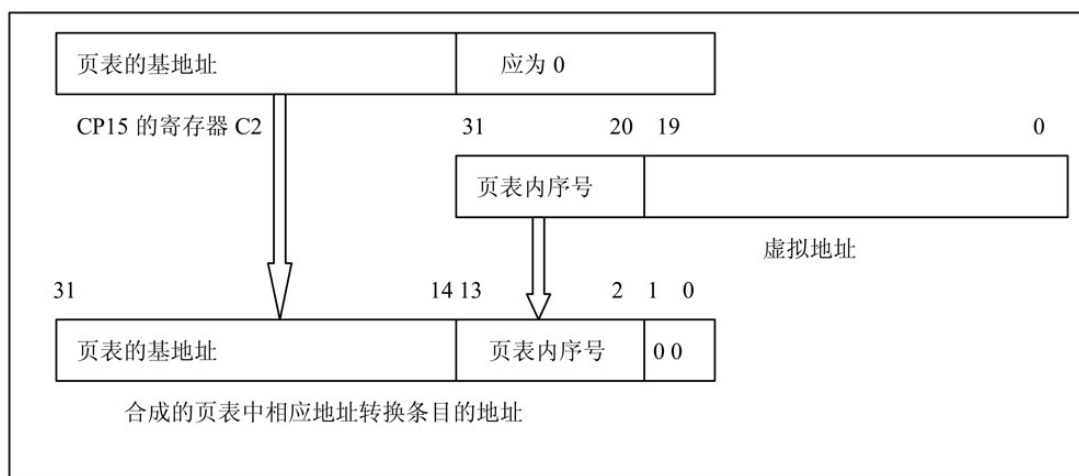 页表的基地址 应为 0
CP15 的寄存器 C2
31 20 19 0
页表内序号
虚拟地址
31 14 13 2 1 0
页表的基地址 页表内序号 0 0
合成的页表中相应地址转换条目的地址